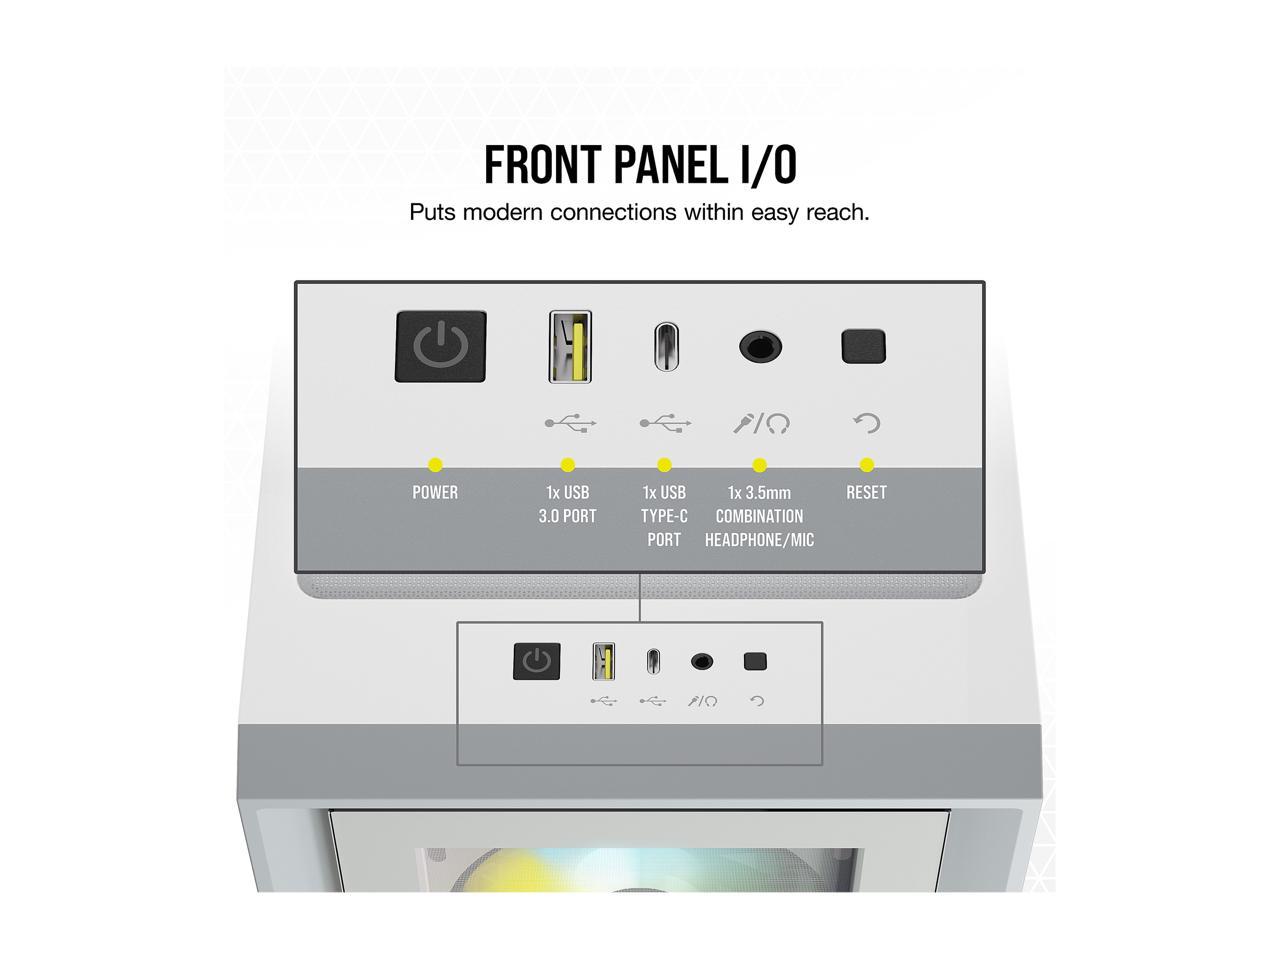 FRONT PANEL I/O
Puts modern connections within easy reach.
POWER
1x USB
3.0 PORT
1x USB
TYPE-C
PORT
1x 3.5mm
COMBINATION
HEADPHONE/MIC
RESET